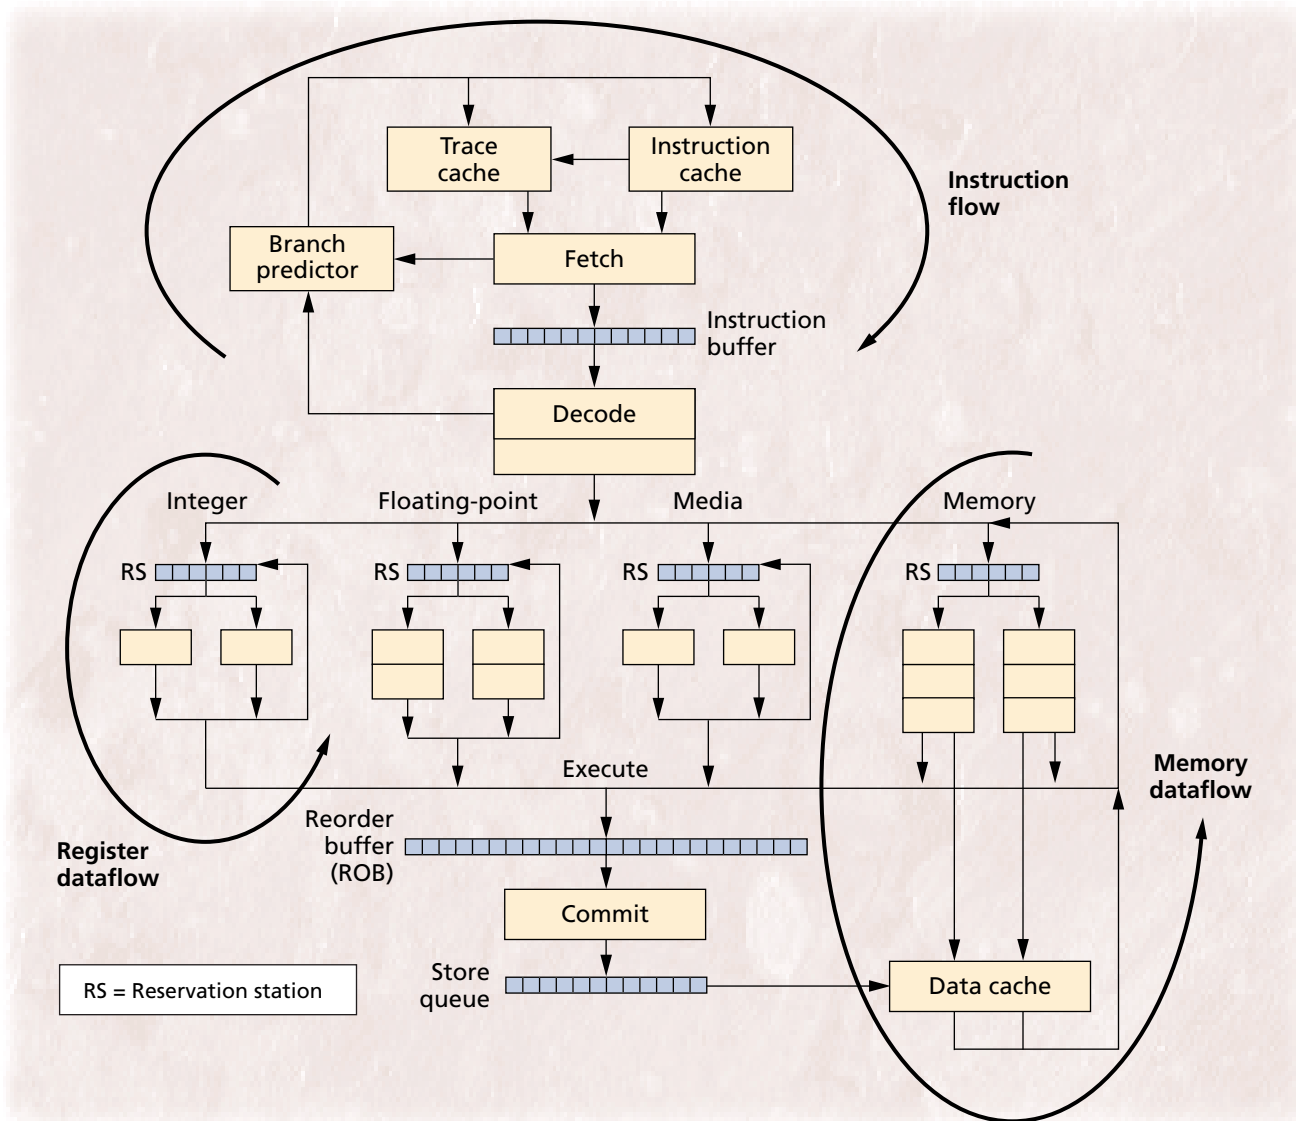 Trace
cache
Instruction
cache
Instruction
flow
Branch
predictor
Fetch
Instruction
buffer
Decode
Integer
Floating-point
Media
Memory
RS
RS
RS
RS
Execute
Memory
dataflow
Reorder
buffer
(ROB)
Register
dataflow
Commit
Store
queue
Data cache
RS = Reservation station